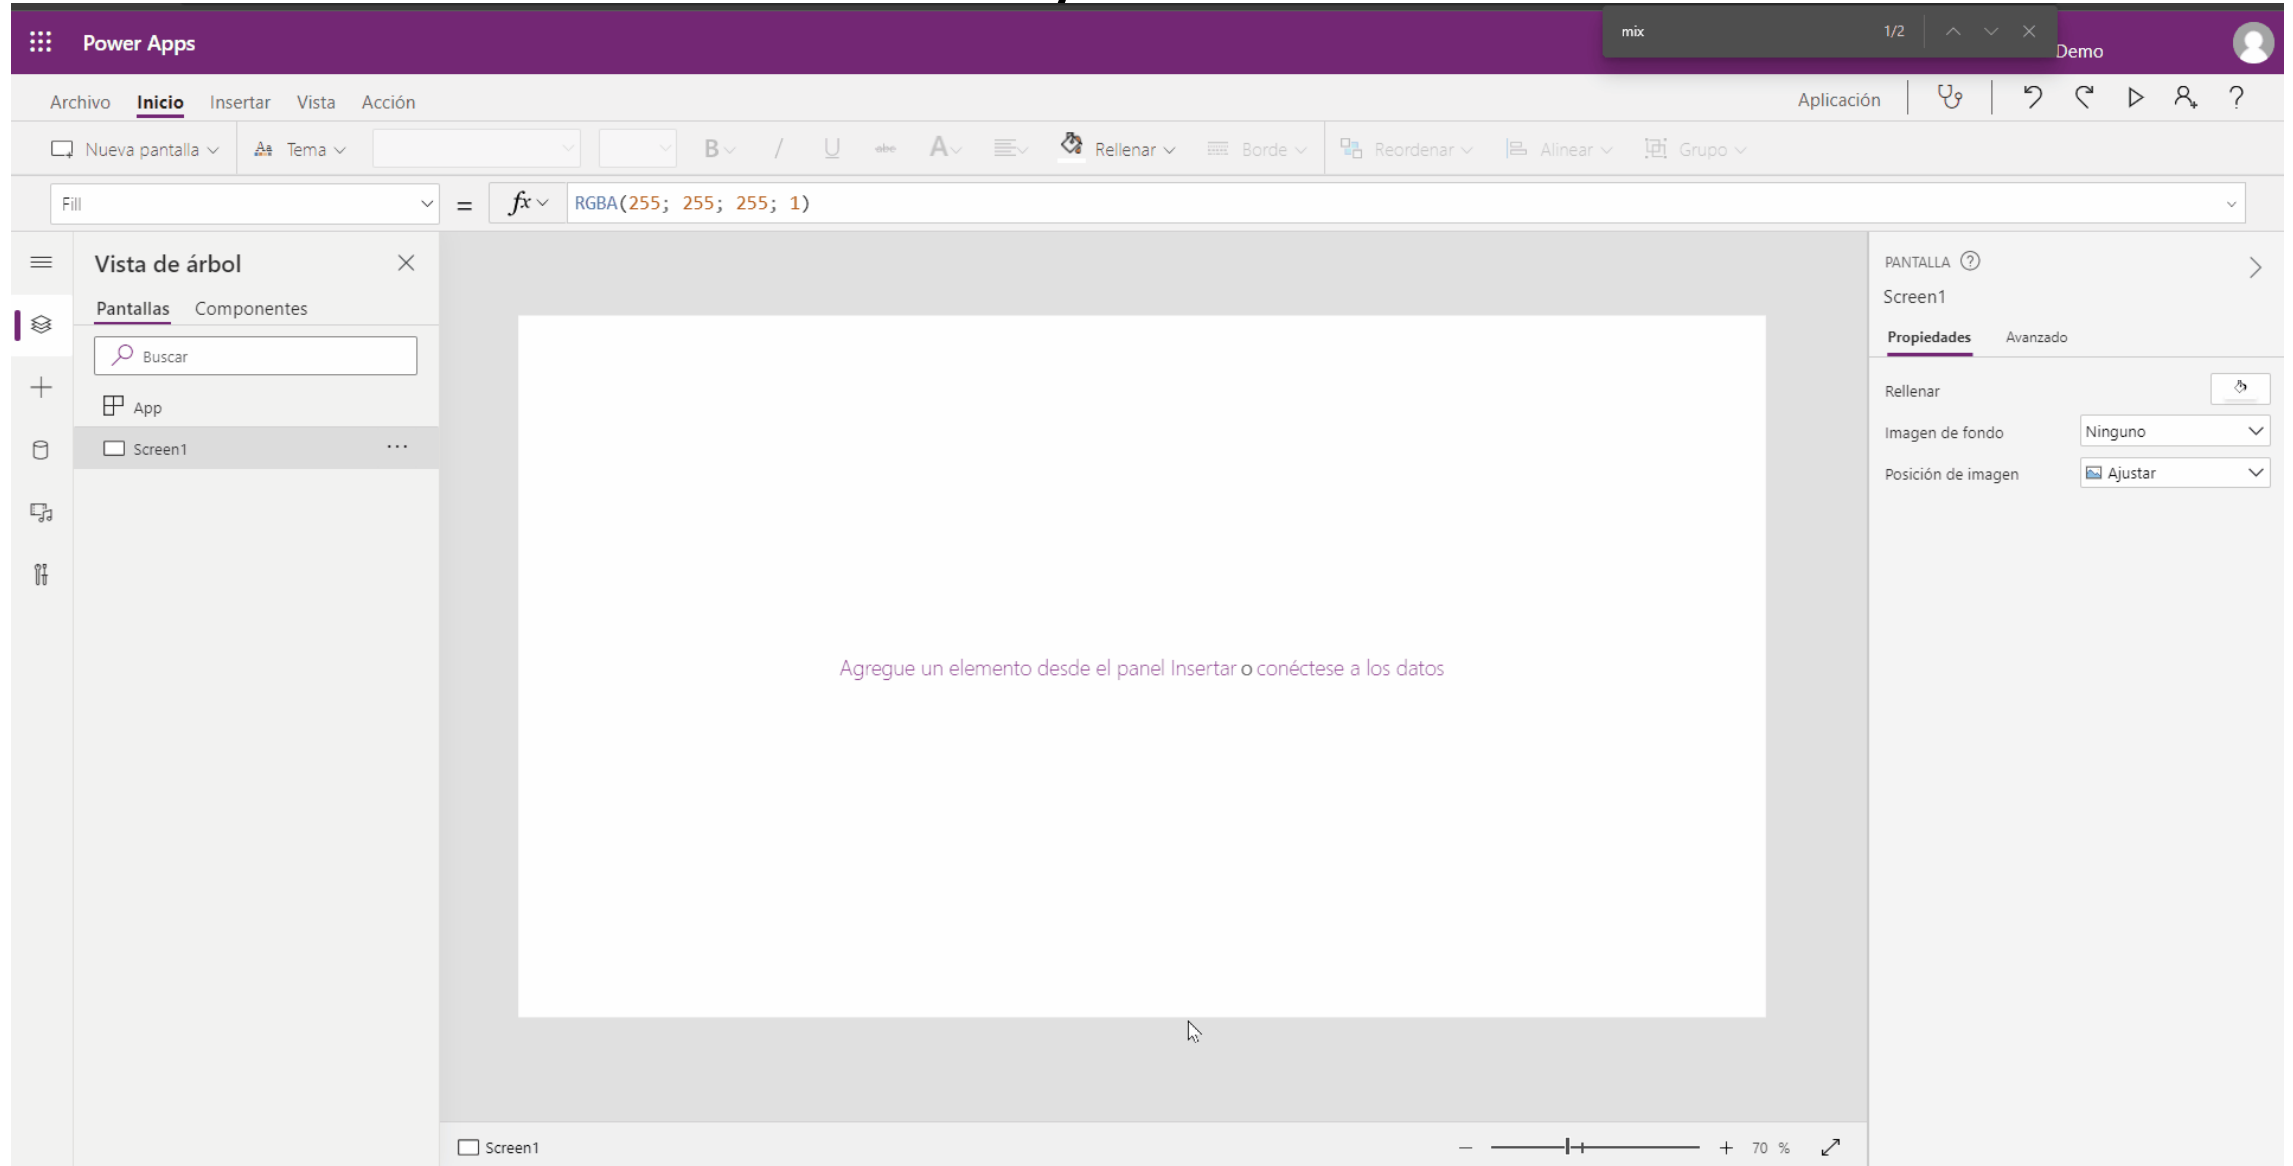 mix 1/2
Power Apps
Demo
Archivo Inicio Insertar Vista Acción Aplicación
Nueva pantalla Tema B / U abc A Rellenar Borde Reordenar Alinear Grupo
Fill = fx RGBA(255; 255; 255; 1)
Vista de árbol
Pantallas Componentes
Buscar
App
Screen1 ...
Agregue un elemento desde el panel Insertar o conéctese a los datos
PANTALLA ?
Screen1
Propiedades Avanzado
Rellenar
Imagen de fondo Ninguno
Posición de imagen Ajustar
Screen1 − + 70 %